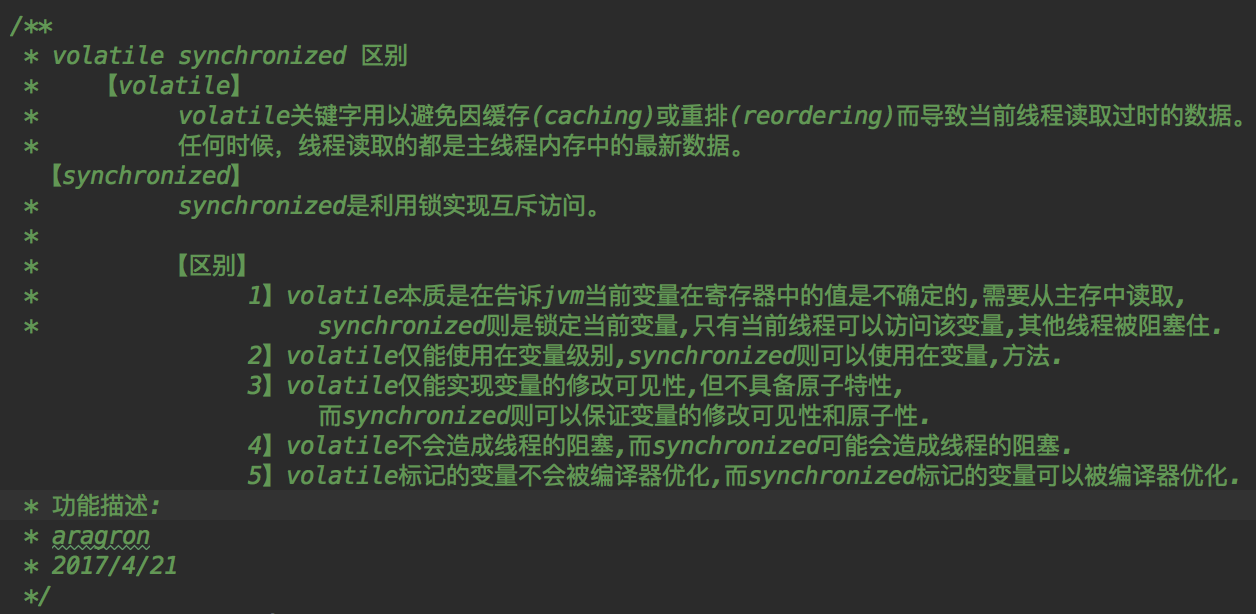 /**
* volatile synchronized 区别
* 【volatile】
* volatile关键字用以避免因缓存(caching)或重排(reordering)而导致当前线程读取过时的数据。
* 任何时候，线程读取的都是主线程内存中的最新数据。
【synchronized】
* synchronized是利用锁实现互斥访问。
*
* 【区别】
* 1】volatile本质是在告诉jvm当前变量在寄存器中的值是不确定的,需要从主存中读取,
* synchronized则是锁定当前变量,只有当前线程可以访问该变量,其他线程被阻塞住.
2】volatile仅能使用在变量级别,synchronized则可以使用在变量,方法.
3】volatile仅能实现变量的修改可见性,但不具备原子特性,
而synchronized则可以保证变量的修改可见性和原子性.
4】volatile不会造成线程的阻塞,而synchronized可能会造成线程的阻塞.
5】volatile标记的变量不会被编译器优化,而synchronized标记的变量可以被编译器优化.
* 功能描述:
* aragron
* 2017/4/21
*/